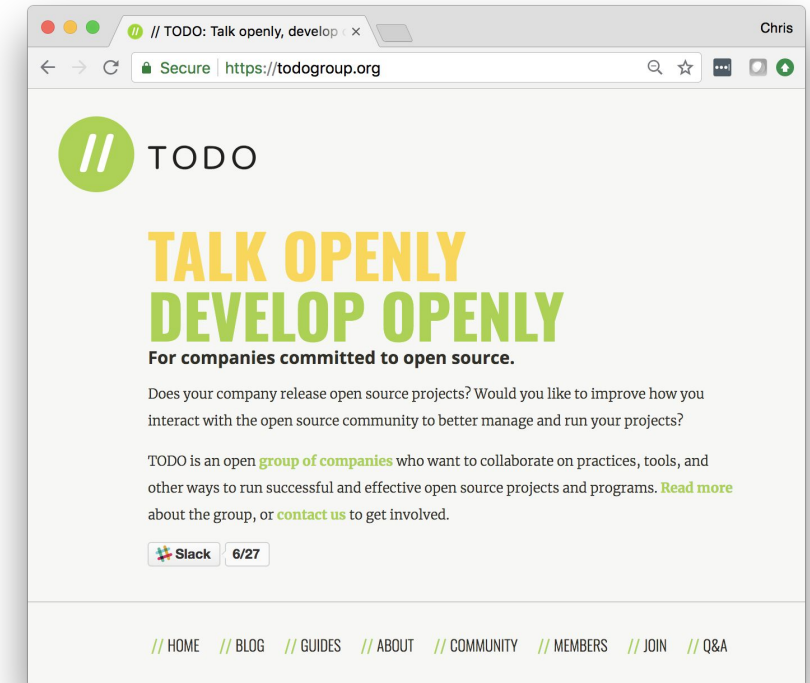 // TODO: Talk openly, develop
Chris
Secure https://todogroup.org
// TODO
TALK OPENLY
DEVELOP OPENLY
For companies committed to open source.
Does your company release open source projects? Would you like to improve how you
interact with the open source community to better manage and run your projects?
TODO is an open group of companies who want to collaborate on practices, tools, and
other ways to run successful and effective open source projects and programs. Read more
about the group, or contact us to get involved.
Slack 6/27
// HOME // BLOG // GUIDES // ABOUT // COMMUNITY // MEMBERS // JOIN // Q&A